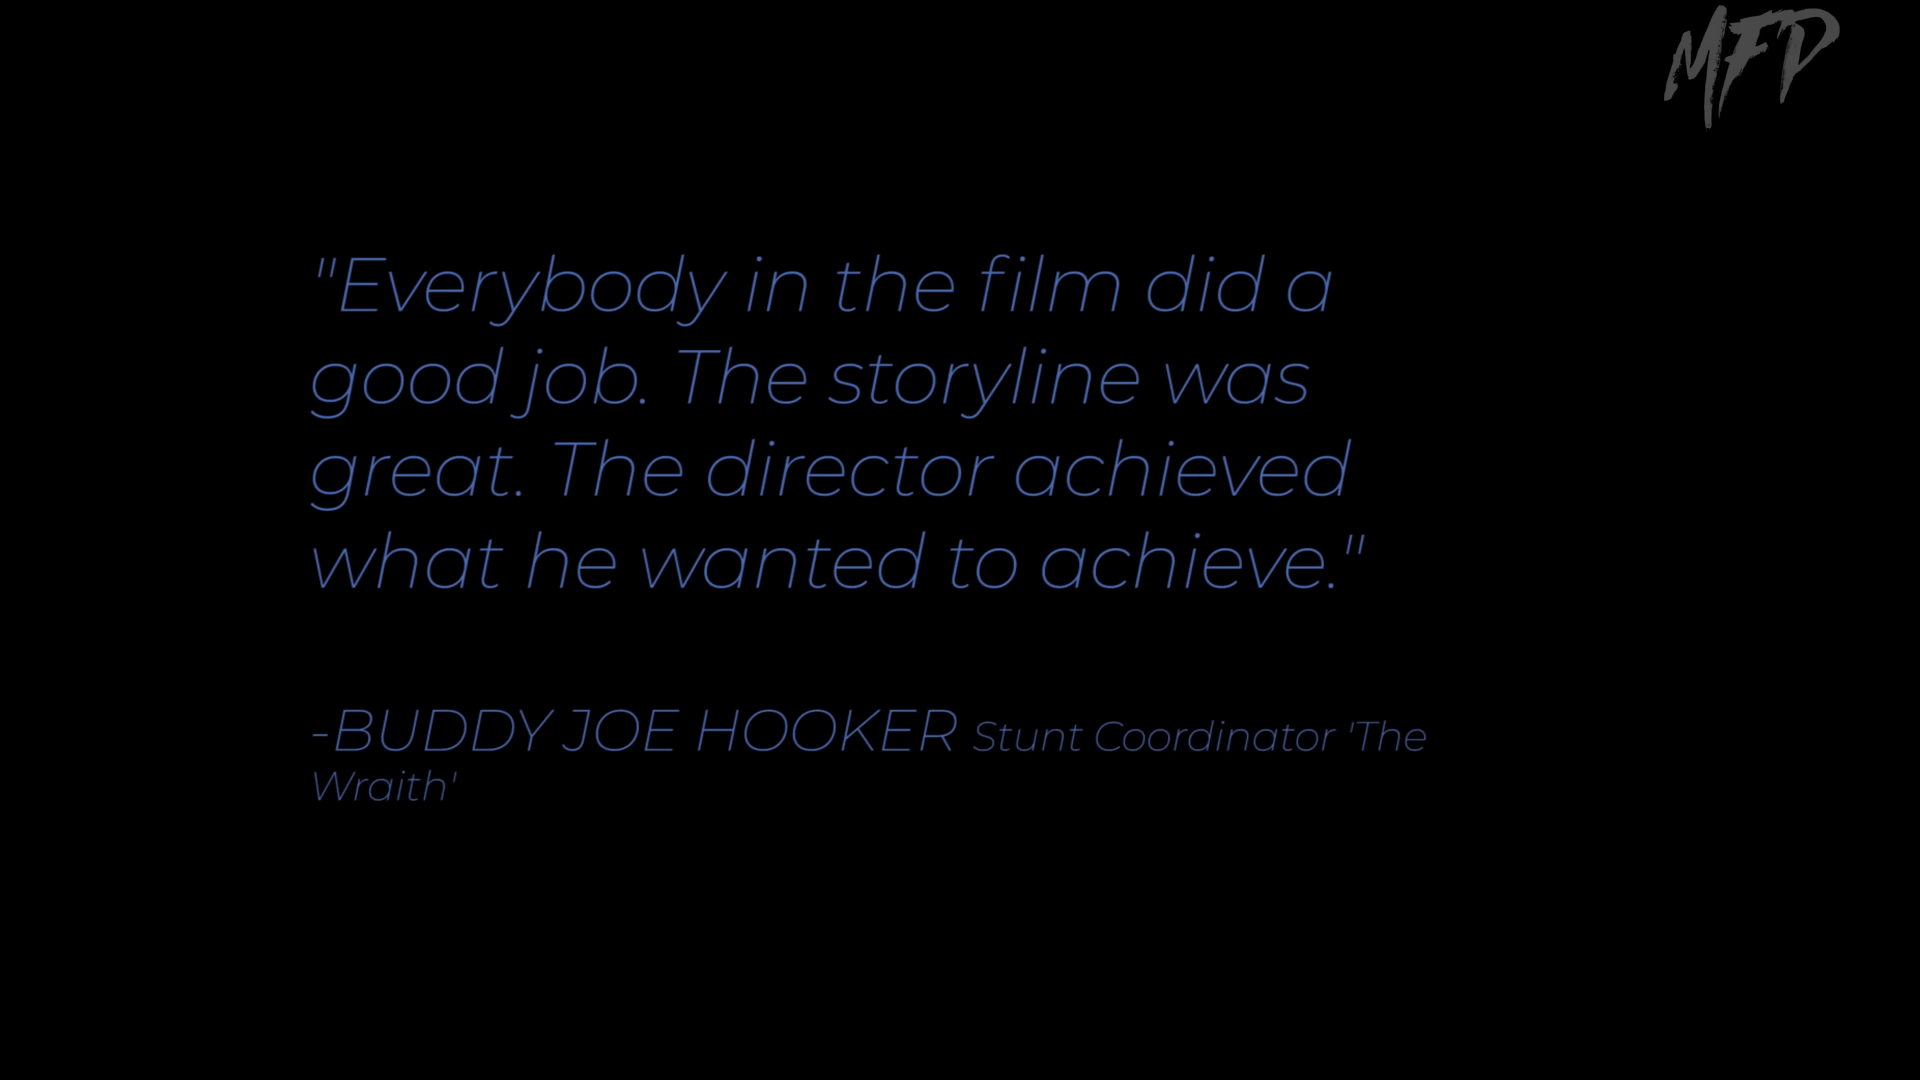 MFD
"Everybody in the film did a
good job. The storyline was
great. The director achieved
what he wanted to achieve."
-BUDDY JOE HOOKER Stunt Coordinator 'The
Wraith'